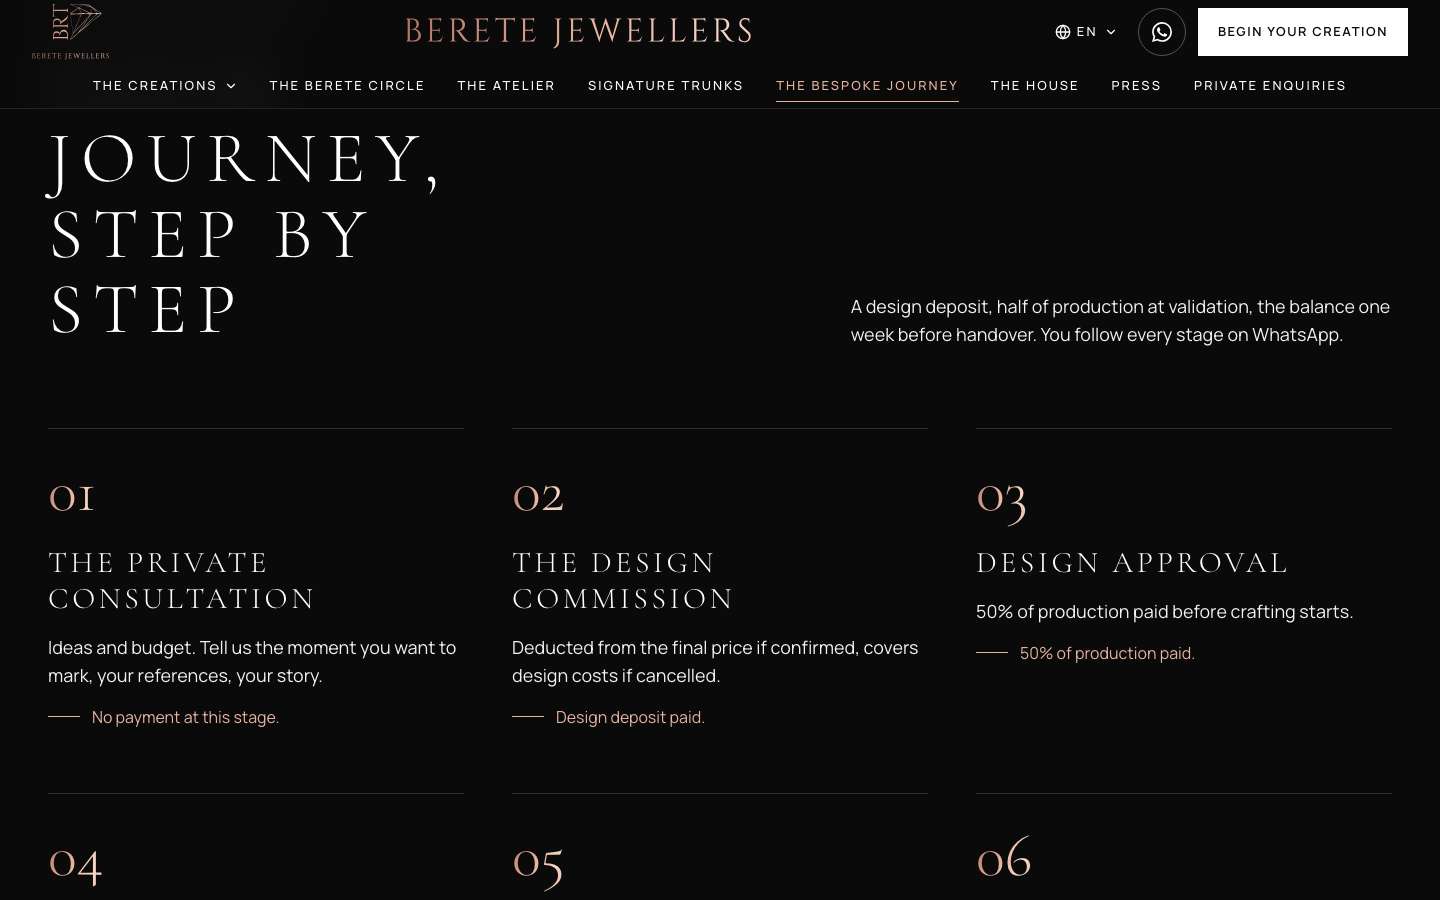 BRT
BERETE JEWELLERS
BERETE JEWELLERS
EN
BEGIN YOUR CREATION
THE CREATIONS
THE BERETE CIRCLE
THE ATELIER
SIGNATURE TRUNKS
THE BESPOKE JOURNEY
THE HOUSE
PRESS
PRIVATE ENQUIRIES
JOURNEY,
STEP BY
STEP
A design deposit, half of production at validation, the balance one
week before handover. You follow every stage on WhatsApp.
01
THE PRIVATE
CONSULTATION
Ideas and budget. Tell us the moment you want to
mark, your references, your story.
No payment at this stage.
02
THE DESIGN
COMMISSION
Deducted from the final price if confirmed, covers
design costs if cancelled.
Design deposit paid.
03
DESIGN APPROVAL
50% of production paid before crafting starts.
50% of production paid.
04
05
06